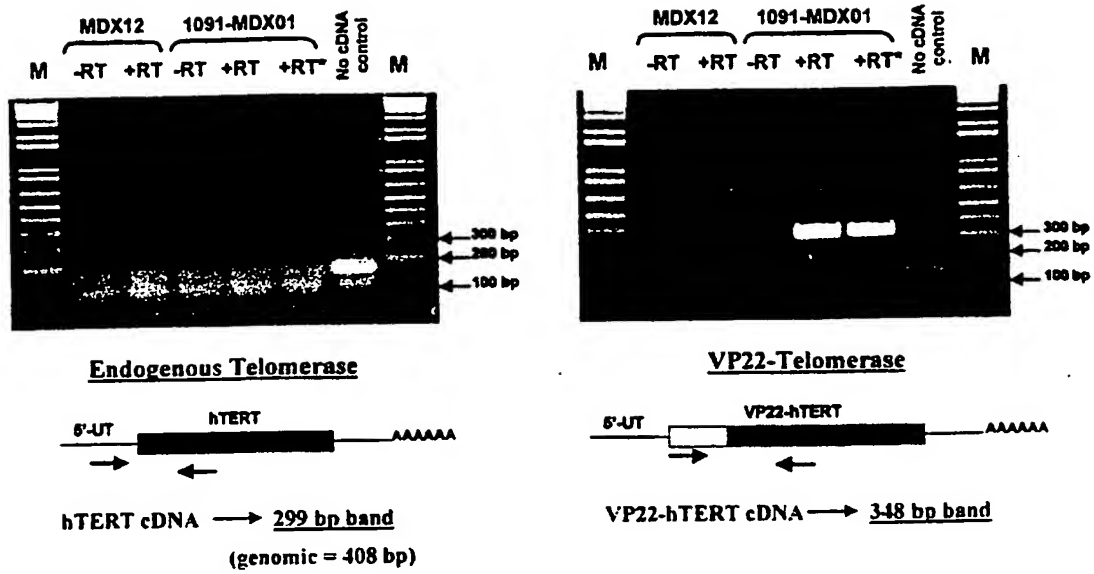 MDX12 1091-MDX01
M -RT +RT -RT +RT +RT* No cDNA control M
300 bp
200 bp
100 bp
Endogenous Telomerase
hTERT
5'-UT AAAAAA
hTERT cDNA → 299 bp band
(genomic = 408 bp)
MDX12 1091-MDX01
M -RT +RT -RT +RT +RT* No cDNA control M
300 bp
200 bp
100 bp
VP22-Telomerase
VP22-hTERT
5'-UT AAAAAA
VP22-hTERT cDNA → 348 bp band